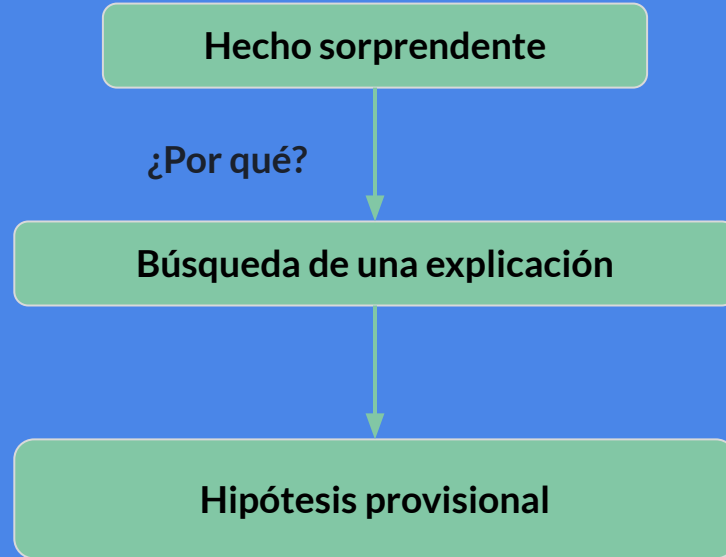 Hecho sorprendente
¿Por qué?
Búsqueda de una explicación
Hipótesis provisional